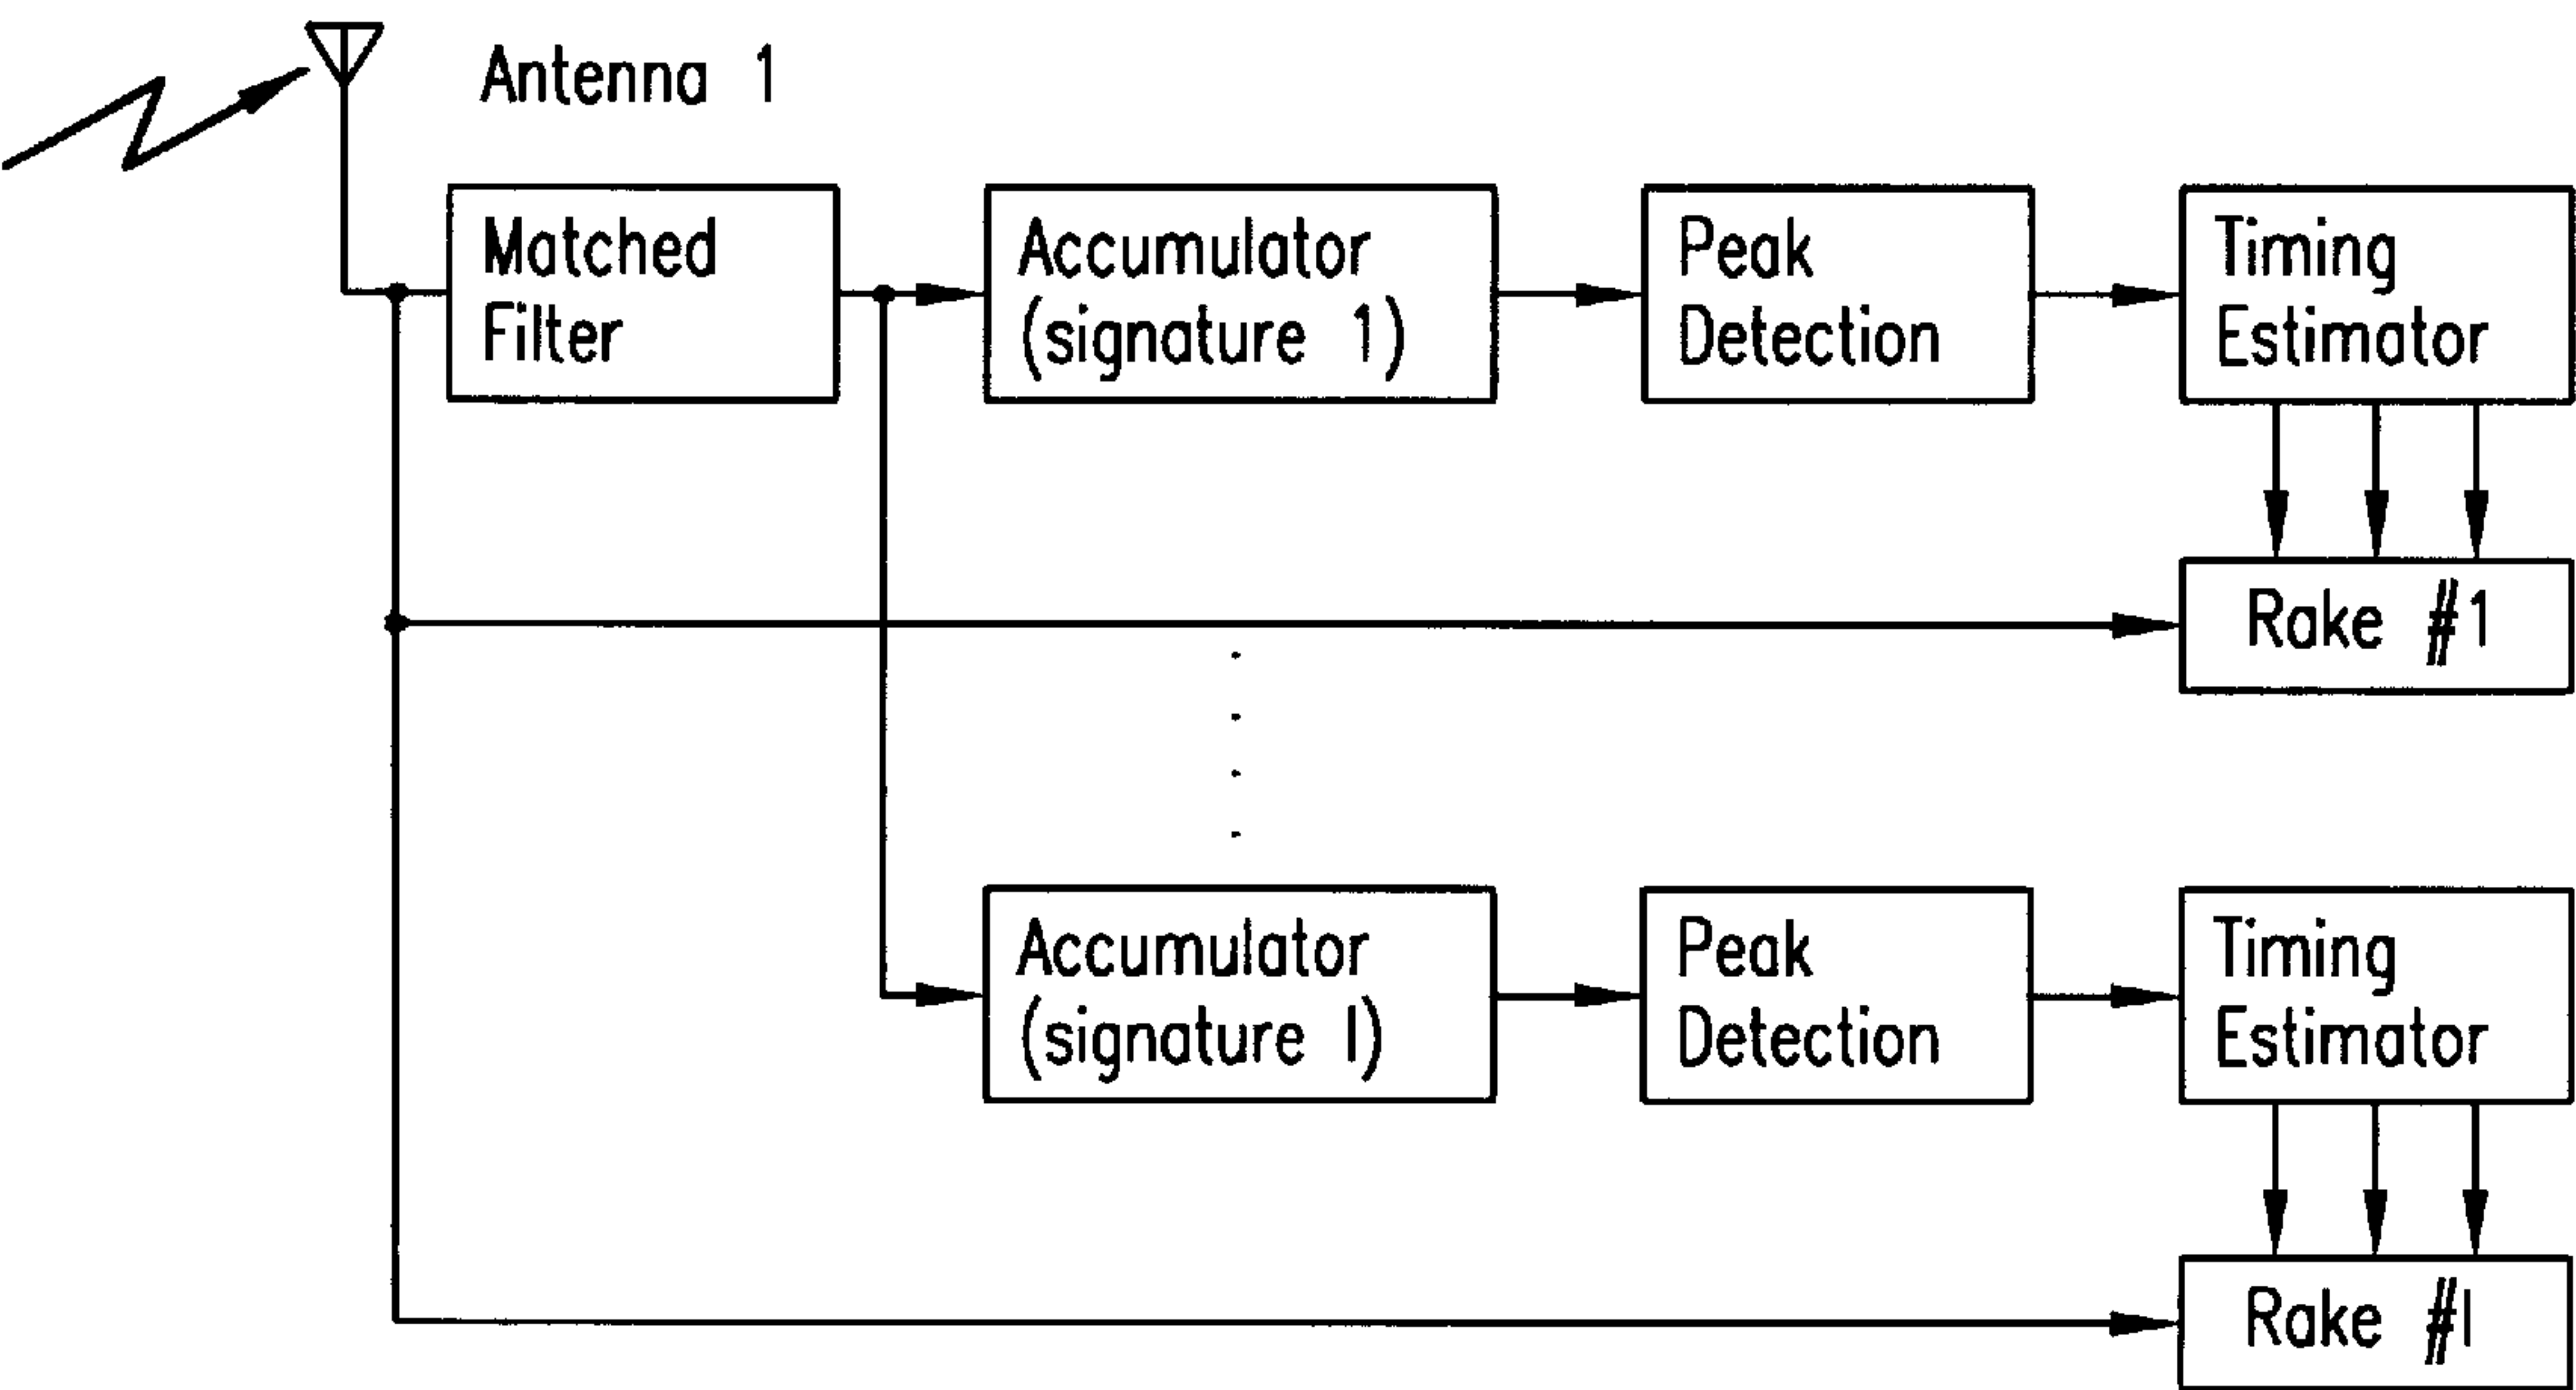 Antenna 1
Matched
Filter
Accumulator
(signature 1)
Peak
Detection
Timing
Estimator
Rake #1
Accumulator
(signature I)
Peak
Detection
Timing
Estimator
Rake #I